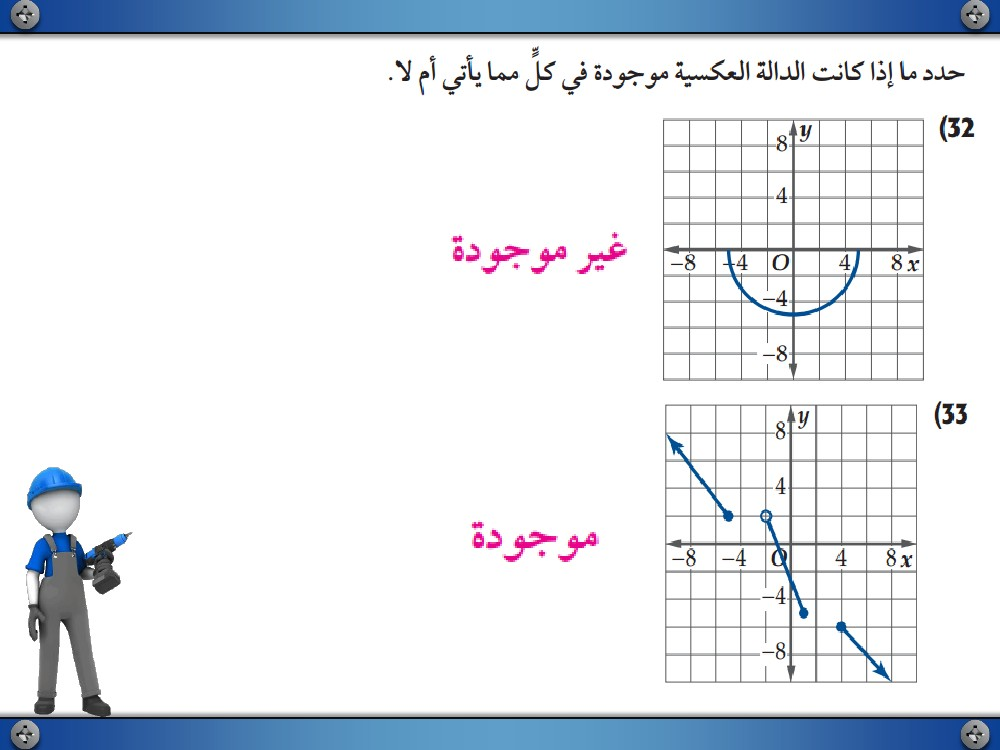 حدد ما إذا كانت الدالة العكسية موجودة في كلٍّ مما يأتي أم لا.
(32
y
8
4
−8 −4 O 4 8 x
−4
−8
غير موجودة
(33
y
8
4
−8 −4 O 4 8 x
−4
−8
موجودة